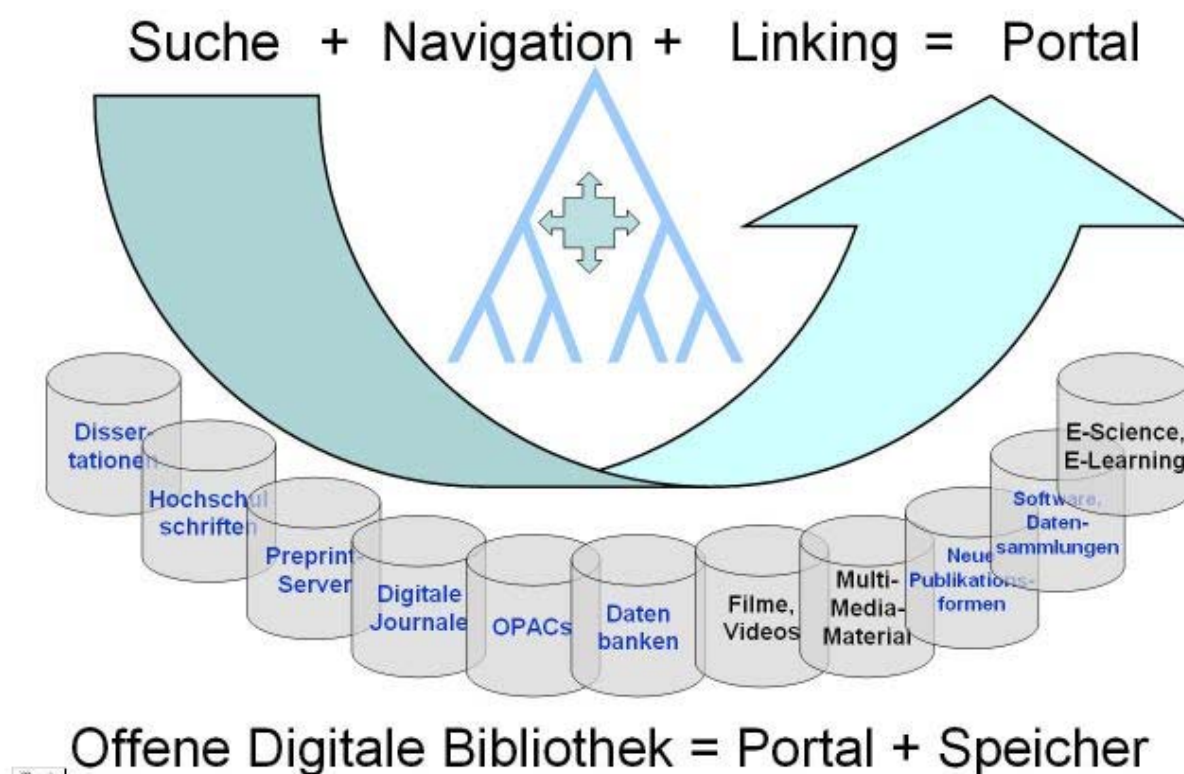 Suche + Navigation + Linking = Portal
Disser-
tationen
Hochschul
schriften
Preprint-
Server
Digitale
Journale
OPACs
Daten
banken
Filme,
Videos
Multi-
Media-
Material
Neue
Publikations-
formen
Software,
Daten-
sammlungen
E-Science,
E-Learning
Offene Digitale Bibliothek = Portal + Speicher